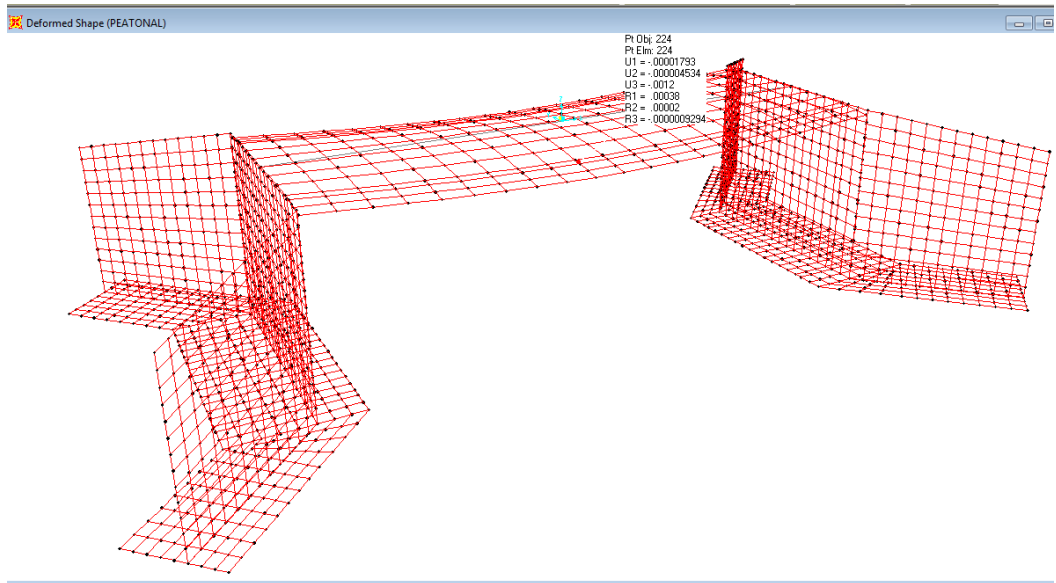 Deformed Shape (PEATONAL)
Pt Obj: 224
Pt Elm: 224
U1 = -.00001793
U2 = -.000004534
U3 = -.0012
R1 = .00038
R2 = .00002
R3 = -.0000009294